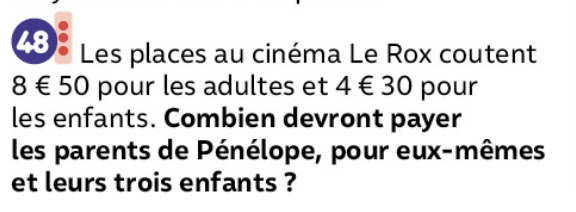 48 Les places au cinéma Le Rox coutent
8 € 50 pour les adultes et 4 € 30 pour
les enfants. Combien devront payer
les parents de Pénélope, pour eux-mêmes
et leurs trois enfants ?